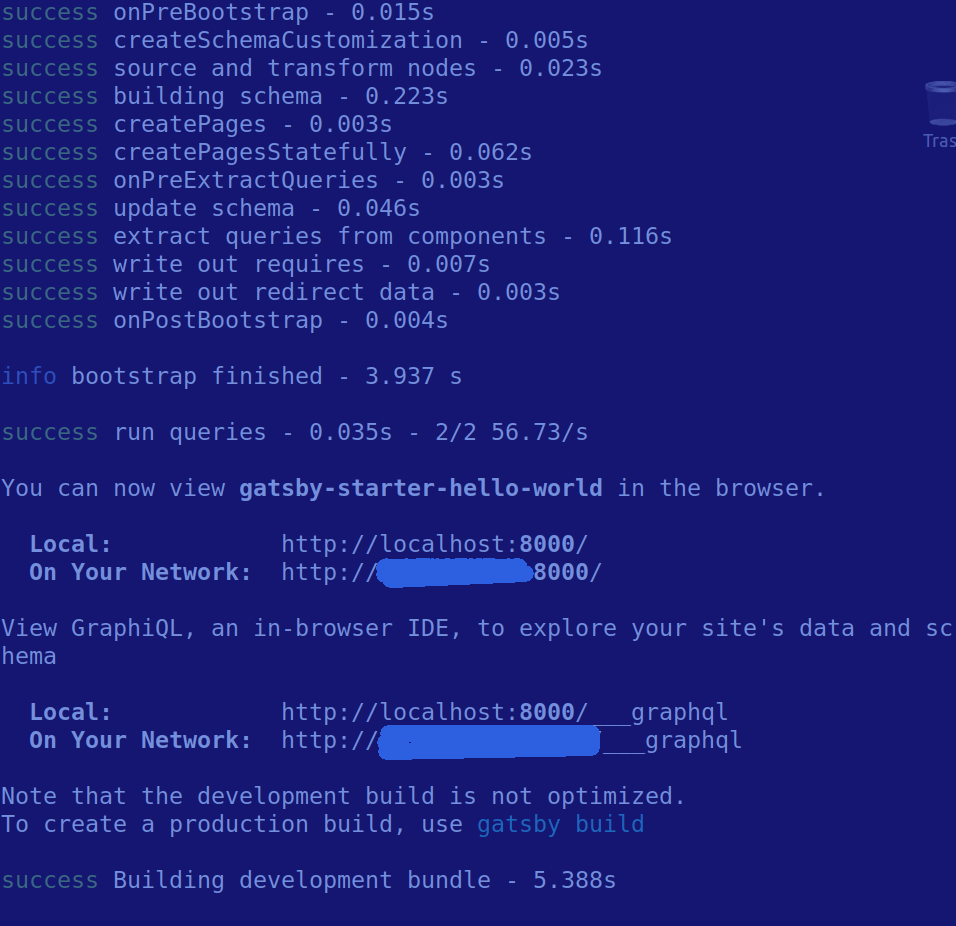 success onPreBootstrap - 0.015s
success createSchemaCustomization - 0.005s
success source and transform nodes - 0.023s
success building schema - 0.223s
success createPages - 0.003s
success createPagesStatefully - 0.062s
success onPreExtractQueries - 0.003s
success update schema - 0.046s
success extract queries from components - 0.116s
success write out requires - 0.007s
success write out redirect data - 0.003s
success onPostBootstrap - 0.004s
info bootstrap finished - 3.937 s
success run queries - 0.035s - 2/2 56.73/s
You can now view gatsby-starter-hello-world in the browser.
Local: http://localhost:8000/
On Your Network: http://8000/
View GraphiQL, an in-browser IDE, to explore your site's data and sc
hema
Local: http://localhost:8000/___graphql
On Your Network: http://___graphql
Note that the development build is not optimized.
To create a production build, use gatsby build
success Building development bundle - 5.388s
Tras